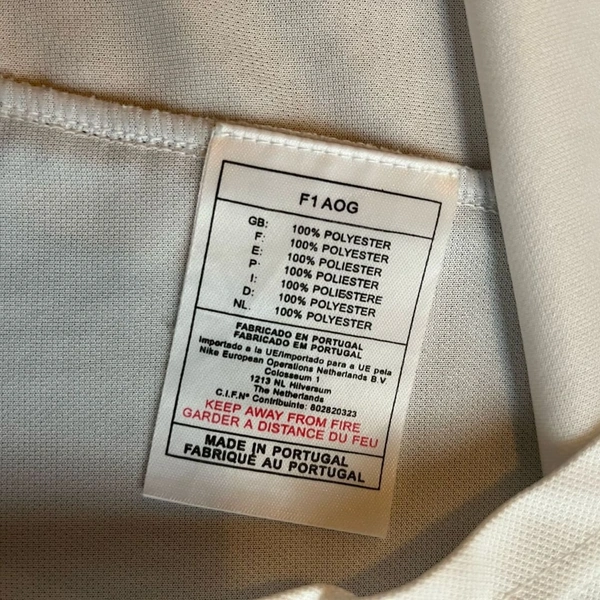 F1 AOG
GB: 100% POLYESTER
F: 100% POLYESTER
E: 100% POLIESTER
P: 100% POLIESTER
I: 100% POLIESTERE
D: 100% POLYESTER
NL: 100% POLYESTER
FABRICADO EN PORTUGAL
FABRICADO EM PORTUGAL
Importado a la UE/Importado para a UE pela
Nike European Operations Netherlands B.V
Colosseum 1
1213 NL Hilversum
The Netherlands
C.I.F.Nº Contribuinte: 802820323
KEEP AWAY FROM FIRE
GARDER A DISTANCE DU FEU
MADE IN PORTUGAL
FABRIQUÉ AU PORTUGAL